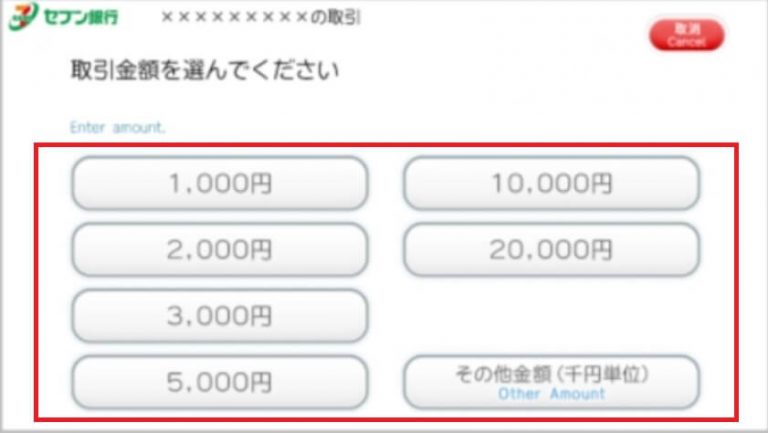 セブン銀行 ×××××××××の取引
取消
Cancel
取引金額を選んでください
Enter amount.
1,000円 10,000円
2,000円 20,000円
3,000円
5,000円 その他金額(千円単位)
Other Amount